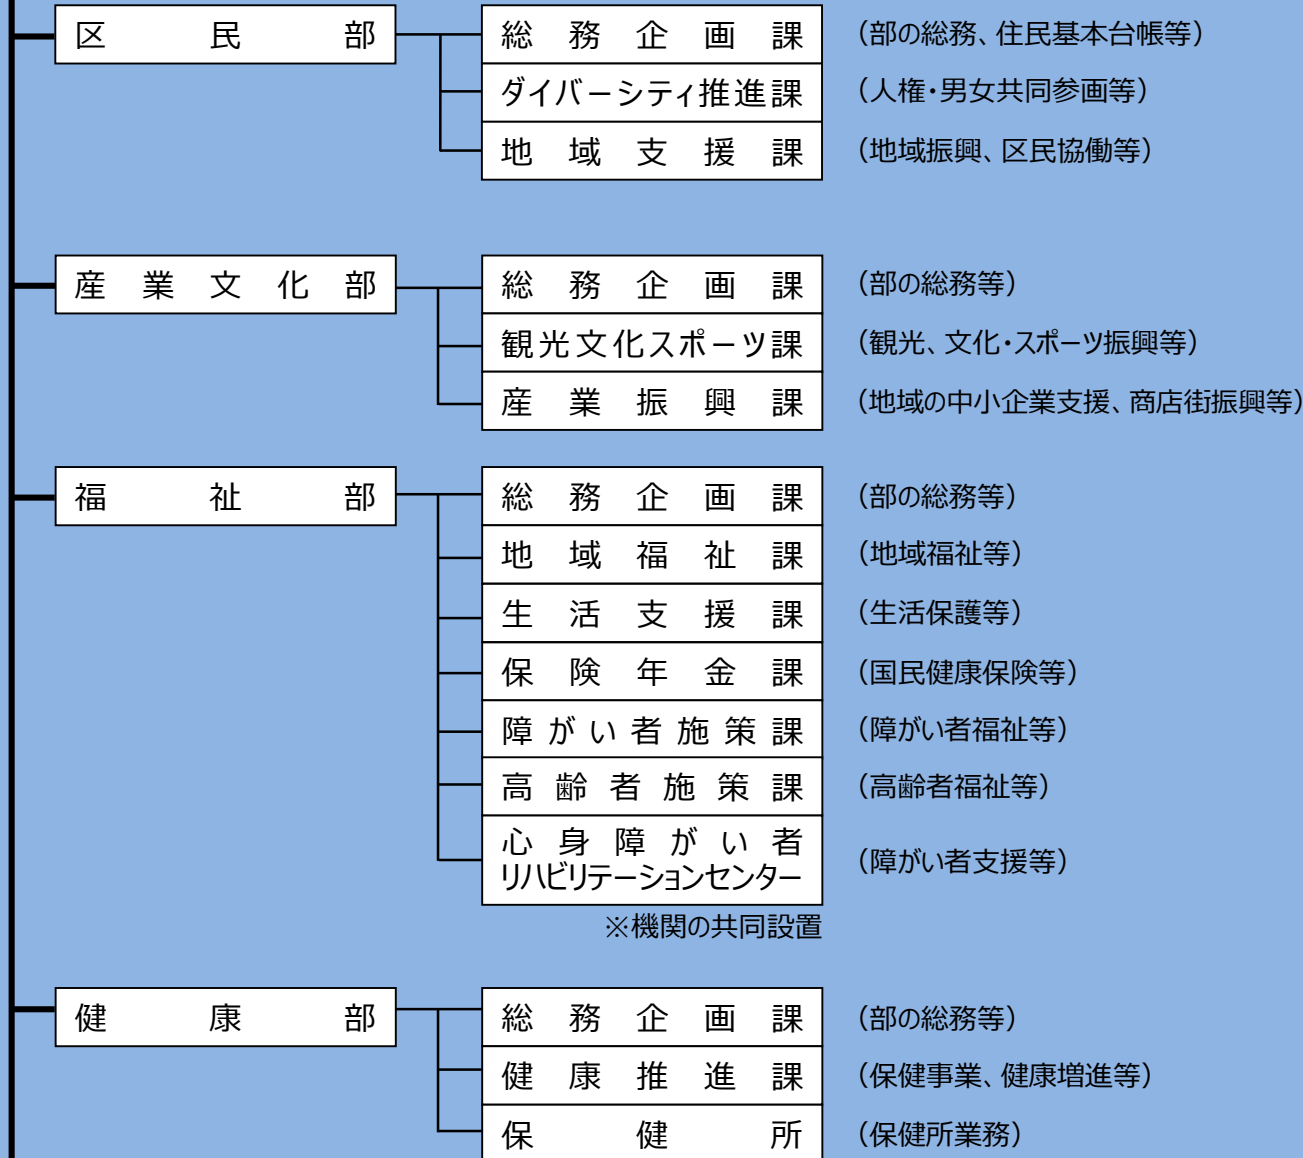 区民部
総務企画課
(部の総務、住民基本台帳等)
ダイバーシティ推進課
(人権・男女共同参画等)
地域支援課
(地域振興、区民協働等)
産業文化部
総務企画課
(部の総務等)
観光文化スポーツ課
(観光、文化・スポーツ振興等)
産業振興課
(地域の中小企業支援、商店街振興等)
福祉部
総務企画課
(部の総務等)
地域福祉課
(地域福祉等)
生活支援課
(生活保護等)
保険年金課
(国民健康保険等)
障がい者施策課
(障がい者福祉等)
高齢者施策課
(高齢者福祉等)
心身障がい者
リハビリテーションセンター
(障がい者支援等)
※機関の共同設置
健康部
総務企画課
(部の総務等)
健康推進課
(保健事業、健康増進等)
保健所
(保健所業務)